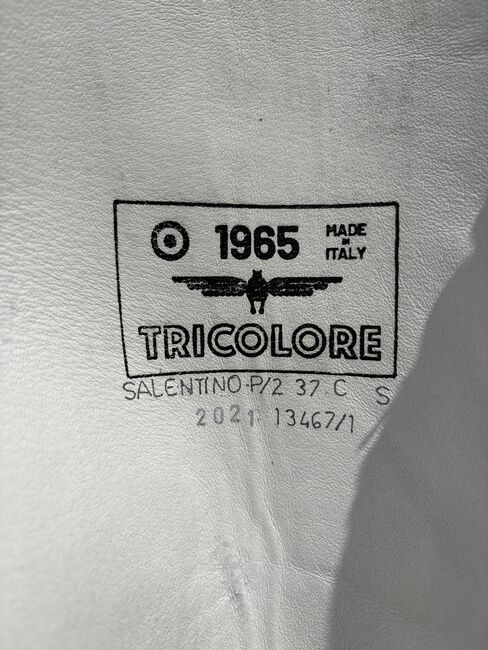 1965
MADE
IN
ITALY
TRICOLORE
SALENTINO-P/2 37.C S
2021 13467/1